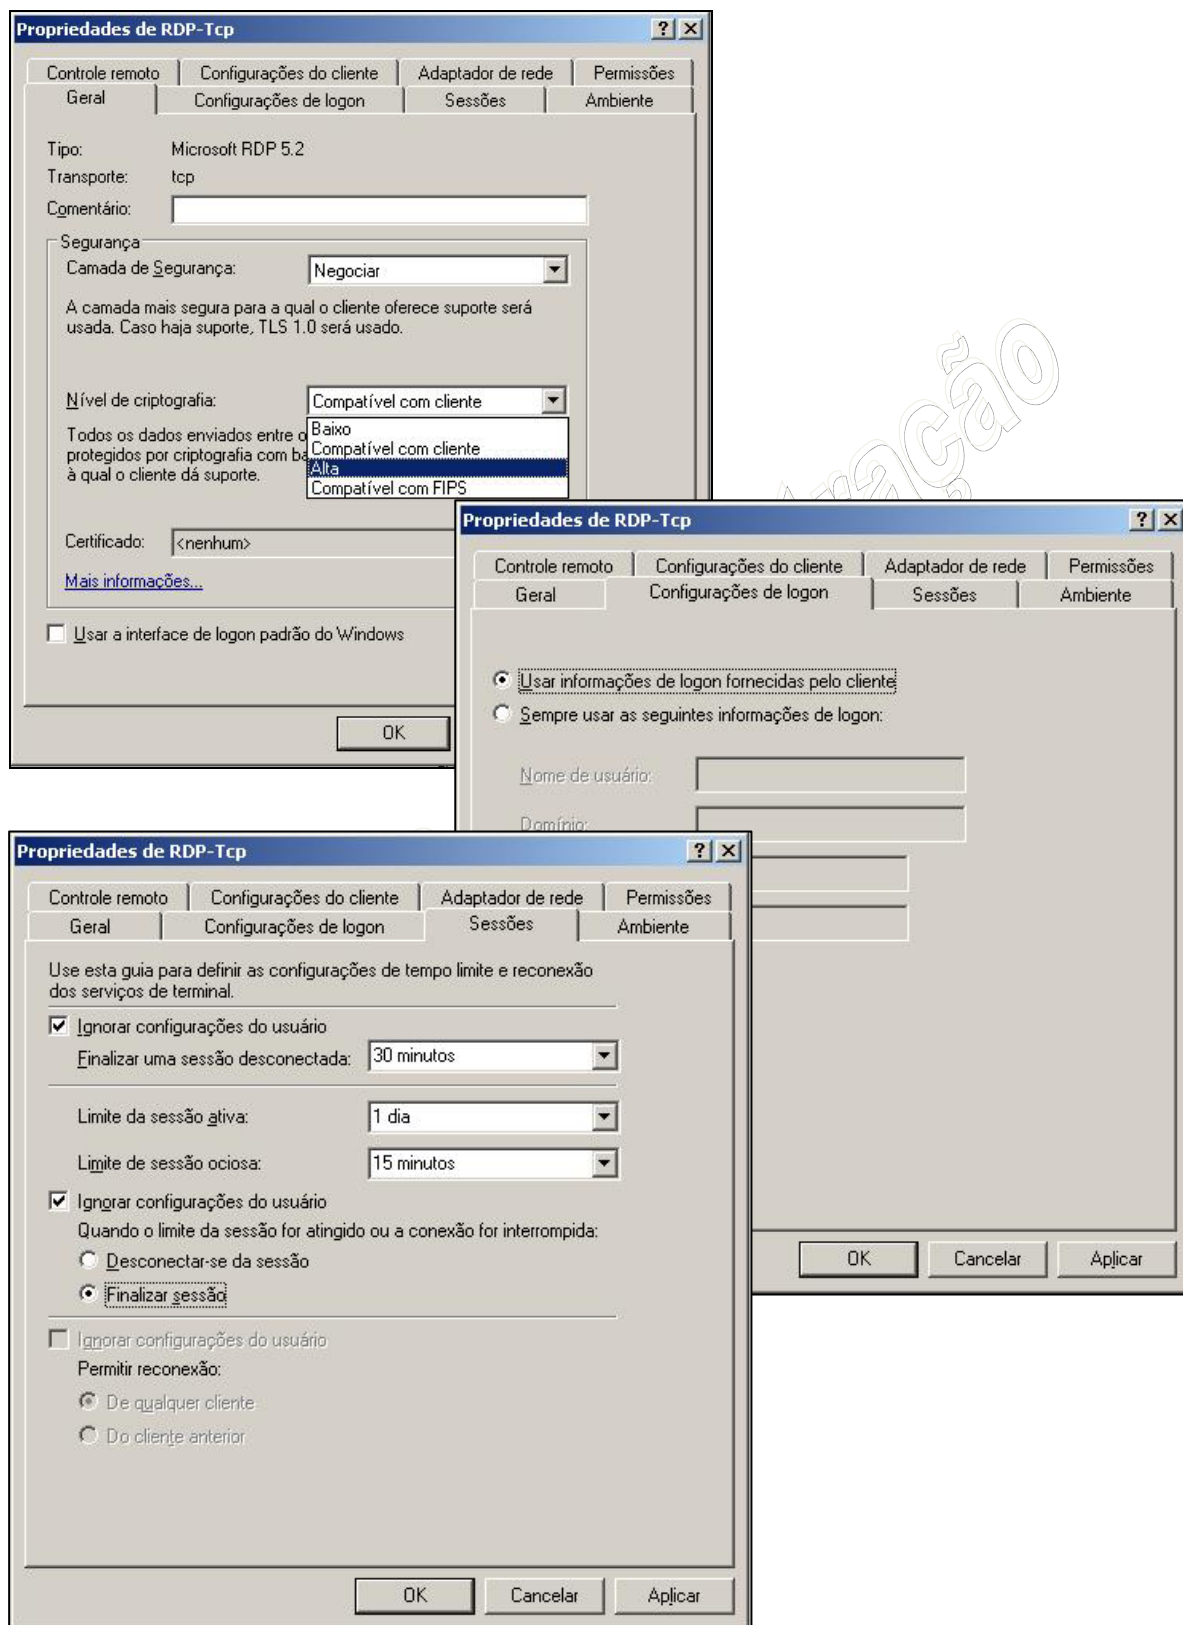 Propriedades de RDP-Tcp
Controle remoto
Configurações do cliente
Adaptador de rede
Permissões
Geral
Configurações de logon
Sessões
Ambiente
Tipo:
Microsoft RDP 5.2
Transporte:
tcp
Comentário:
Segurança
Camada de Segurança:
Negociar
A camada mais segura para a qual o cliente oferece suporte será
usada. Caso haja suporte, TLS 1.0 será usado.
Nível de criptografia:
Compatível com cliente
Baixo
Compatível com cliente
Alta
Compatível com FIPS
Todos os dados enviados entre o
protegidos por criptografia com ba
à qual o cliente dá suporte.
Certificado:
<nenhum>
Mais informações...
Usar a interface de logon padrão do Windows
OK
Propriedades de RDP-Tcp
Controle remoto
Configurações do cliente
Adaptador de rede
Permissões
Geral
Configurações de logon
Sessões
Ambiente
Usar informações de logon fornecidas pelo cliente
Sempre usar as seguintes informações de logon:
Nome de usuário:
Domínio:
OK
Cancelar
Aplicar
Propriedades de RDP-Tcp
Controle remoto
Configurações do cliente
Adaptador de rede
Permissões
Geral
Configurações de logon
Sessões
Ambiente
Use esta guia para definir as configurações de tempo limite e reconexão
dos serviços de terminal.
Ignorar configurações do usuário
Finalizar uma sessão desconectada:
30 minutos
Limite da sessão ativa:
1 dia
Limite de sessão ociosa:
15 minutos
Ignorar configurações do usuário
Quando o limite da sessão for atingido ou a conexão for interrompida:
Desconectar-se da sessão
Finalizar sessão
Ignorar configurações do usuário
Permitir reconexão:
De qualquer cliente
Do cliente anterior
OK
Cancelar
Aplicar